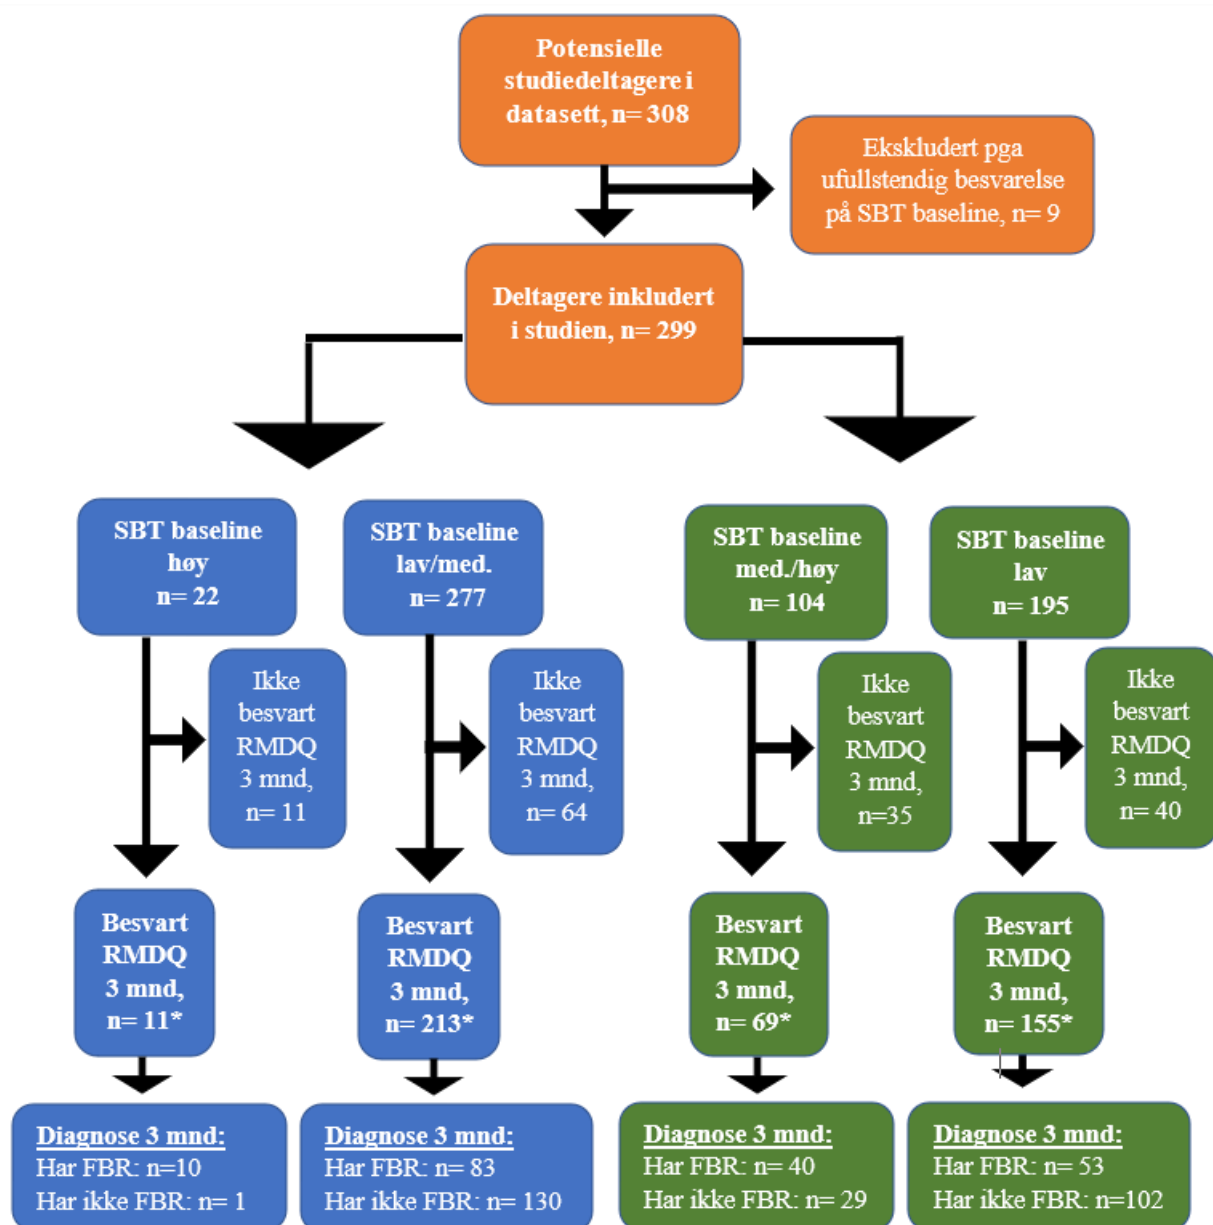 Potensielle
studiedeltagere i
datasett, n= 308
Ekskludert pga
ufullstendig besvarelse
på SBT baseline, n= 9
Deltagere inkludert
i studien, n= 299
SBT baseline
høy
n= 22
SBT baseline
lav/med.
n= 277
SBT baseline
med./høy
n= 104
SBT baseline
lav
n= 195
Ikke
besvart
RMDQ
3 mnd,
n= 11
Ikke
besvart
RMDQ
3 mnd,
n= 64
Ikke
besvart
RMDQ
3 mnd,
n=35
Ikke
besvart
RMDQ
3 mnd,
n= 40
Besvart
RMDQ
3 mnd,
n= 11*
Besvart
RMDQ
3 mnd,
n= 213*
Besvart
RMDQ
3 mnd,
n= 69*
Besvart
RMDQ
3 mnd,
n= 155*
Diagnose 3 mnd:
Har FBR: n=10
Har ikke FBR: n= 1
Diagnose 3 mnd:
Har FBR: n= 83
Har ikke FBR: n= 130
Diagnose 3 mnd:
Har FBR: n= 40
Har ikke FBR: n= 29
Diagnose 3 mnd:
Har FBR: n= 53
Har ikke FBR: n=102